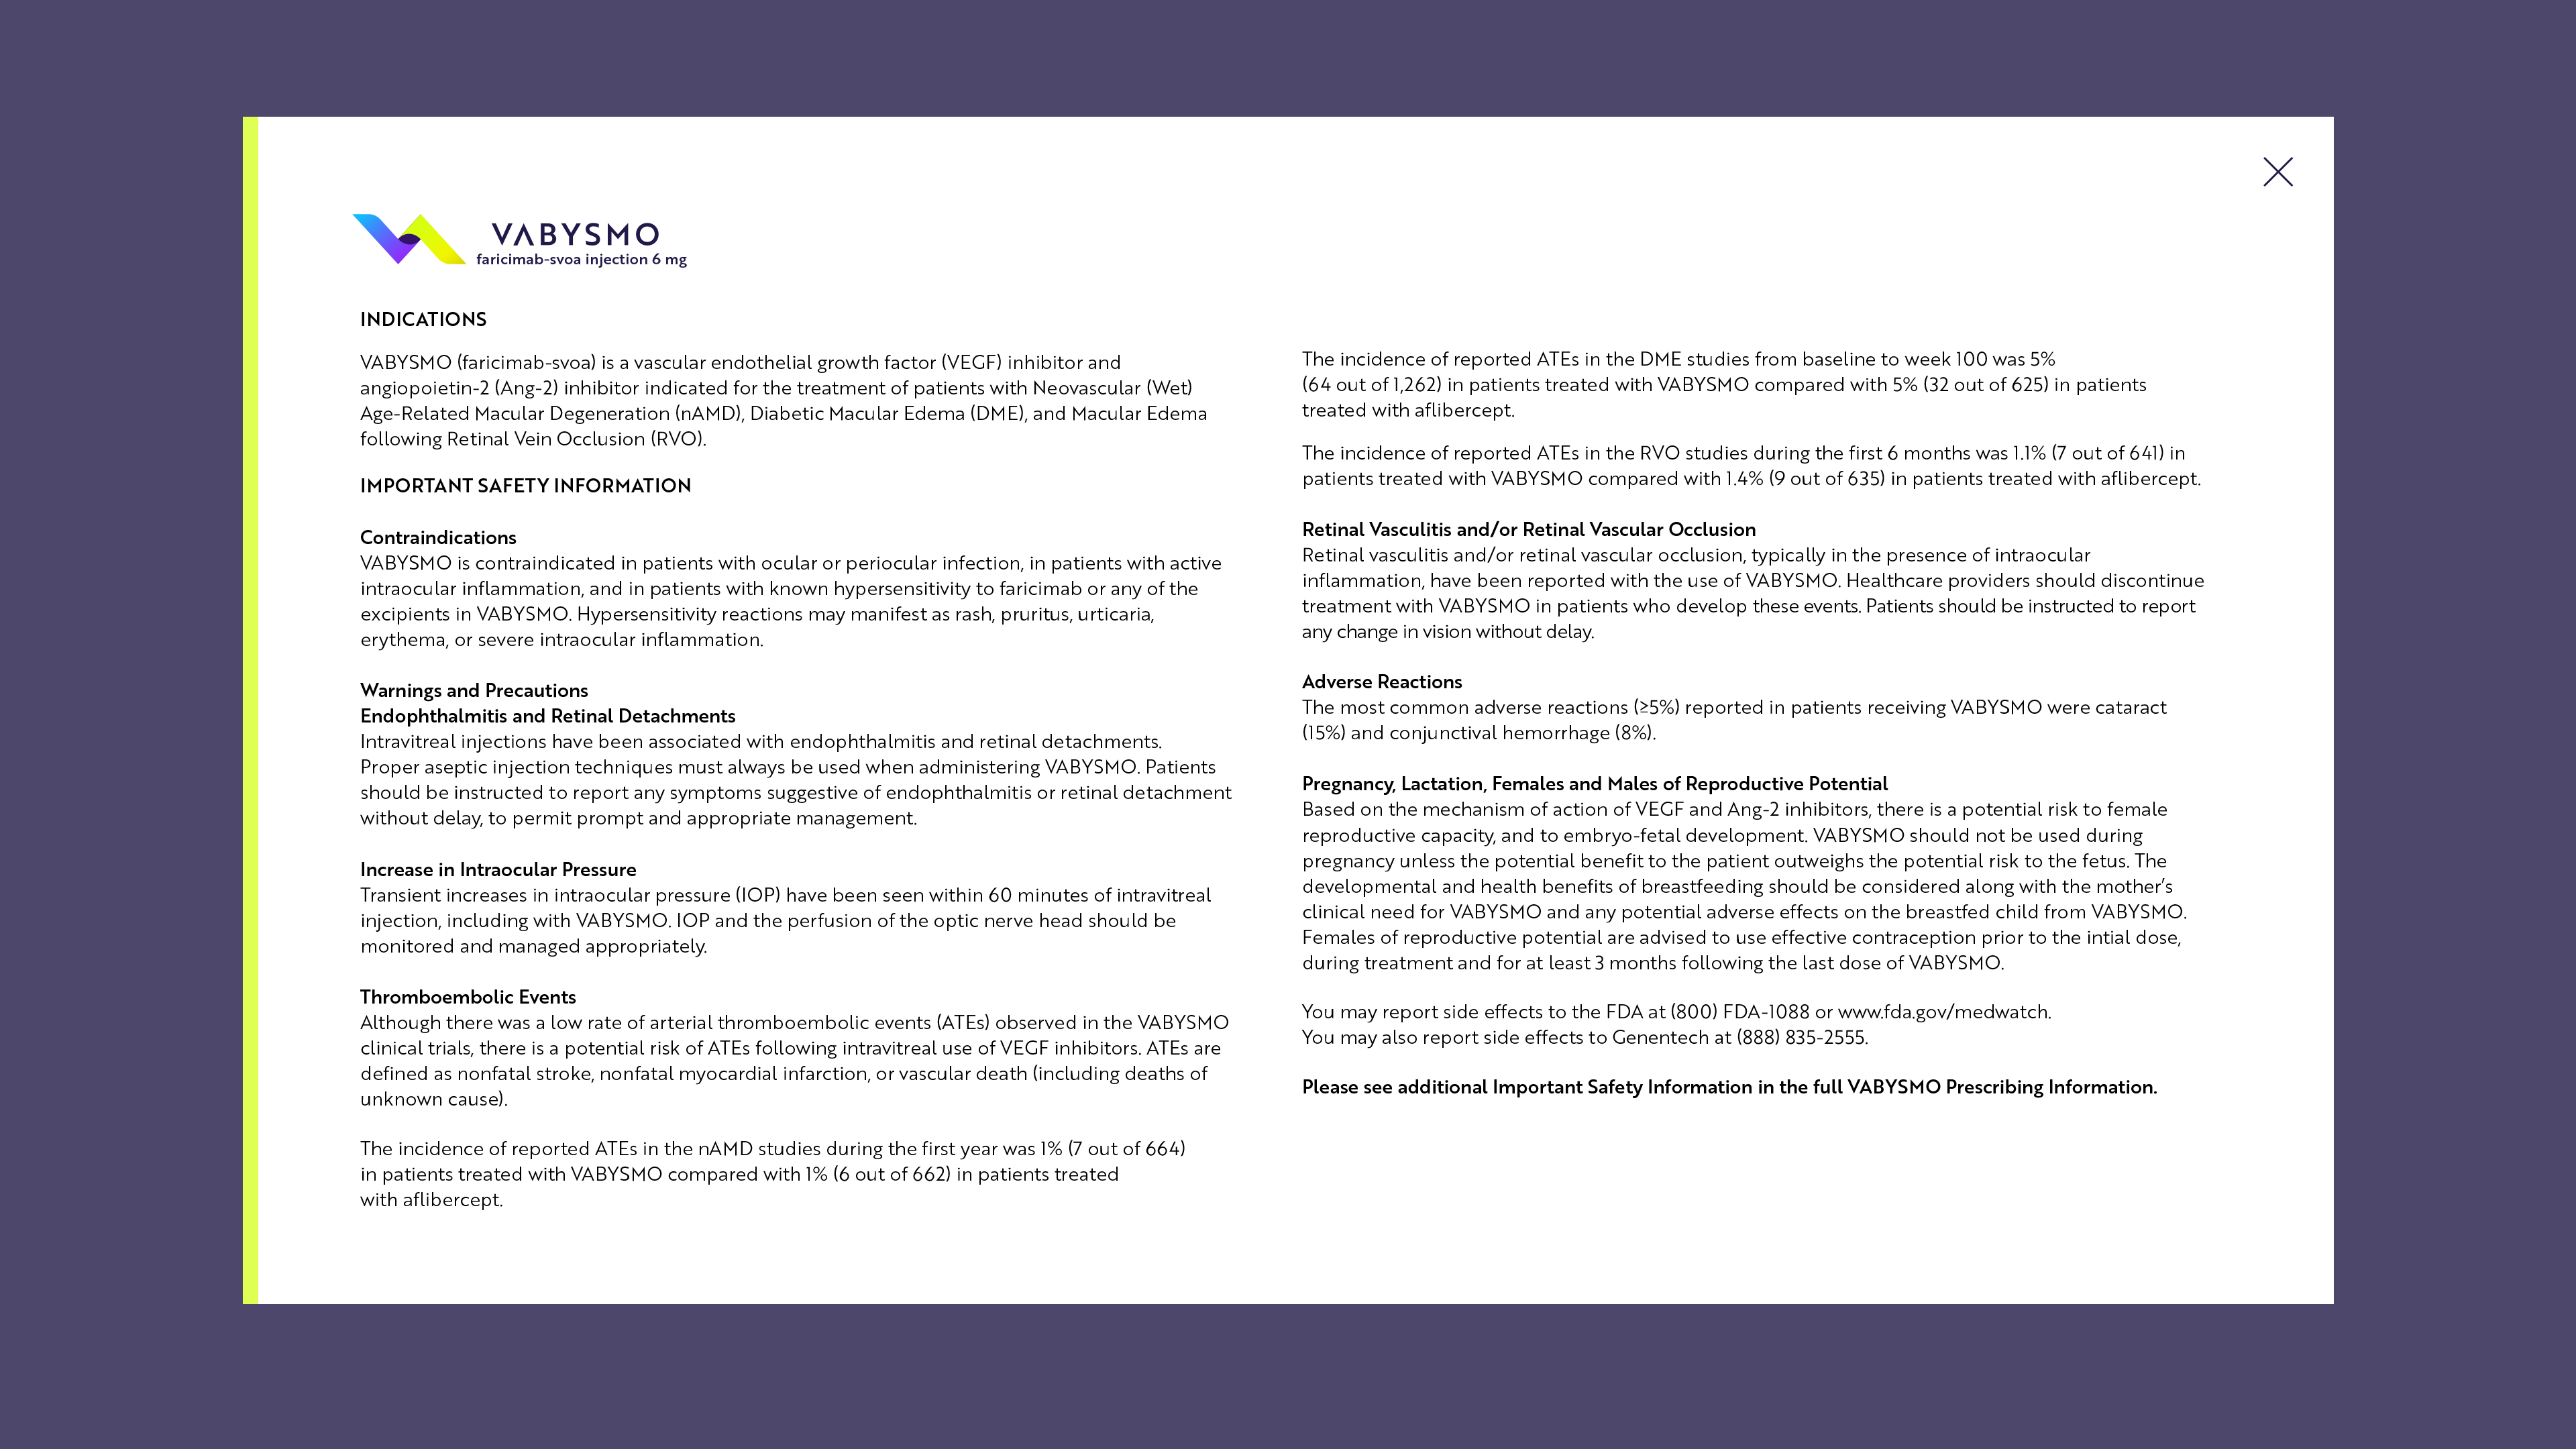 VABYSMO
faricimab-svoa injection 6 mg
INDICATIONS
VABYSMO (faricimab-svoa) is a vascular endothelial growth factor (VEGF) inhibitor and
angiopoietin-2 (Ang-2) inhibitor indicated for the treatment of patients with Neovascular (Wet)
Age-Related Macular Degeneration (nAMD), Diabetic Macular Edema (DME), and Macular Edema
following Retinal Vein Occlusion (RVO).
IMPORTANT SAFETY INFORMATION
Contraindications
VABYSMO is contraindicated in patients with ocular or periocular infection, in patients with active
intraocular inflammation, and in patients with known hypersensitivity to faricimab or any of the
excipients in VABYSMO. Hypersensitivity reactions may manifest as rash, pruritus, urticaria,
erythema, or severe intraocular inflammation.
Warnings and Precautions
Endophthalmitis and Retinal Detachments
Intravitreal injections have been associated with endophthalmitis and retinal detachments.
Proper aseptic injection techniques must always be used when administering VABYSMO. Patients
should be instructed to report any symptoms suggestive of endophthalmitis or retinal detachment
without delay, to permit prompt and appropriate management.
Increase in Intraocular Pressure
Transient increases in intraocular pressure (IOP) have been seen within 60 minutes of intravitreal
injection, including with VABYSMO. IOP and the perfusion of the optic nerve head should be
monitored and managed appropriately.
Thromboembolic Events
Although there was a low rate of arterial thromboembolic events (ATEs) observed in the VABYSMO
clinical trials, there is a potential risk of ATEs following intravitreal use of VEGF inhibitors. ATEs are
defined as nonfatal stroke, nonfatal myocardial infarction, or vascular death (including deaths of
unknown cause).
The incidence of reported ATEs in the nAMD studies during the first year was 1% (7 out of 664)
in patients treated with VABYSMO compared with 1% (6 out of 662) in patients treated
with aflibercept.
The incidence of reported ATEs in the DME studies from baseline to week 100 was 5%
(64 out of 1,262) in patients treated with VABYSMO compared with 5% (32 out of 625) in patients
treated with aflibercept.
The incidence of reported ATEs in the RVO studies during the first 6 months was 1.1% (7 out of 641) in
patients treated with VABYSMO compared with 1.4% (9 out of 635) in patients treated with aflibercept.
Retinal Vasculitis and/or Retinal Vascular Occlusion
Retinal vasculitis and/or retinal vascular occlusion, typically in the presence of intraocular
inflammation, have been reported with the use of VABYSMO. Healthcare providers should discontinue
treatment with VABYSMO in patients who develop these events. Patients should be instructed to report
any change in vision without delay.
Adverse Reactions
The most common adverse reactions (≥5%) reported in patients receiving VABYSMO were cataract
(15%) and conjunctival hemorrhage (8%).
Pregnancy, Lactation, Females and Males of Reproductive Potential
Based on the mechanism of action of VEGF and Ang-2 inhibitors, there is a potential risk to female
reproductive capacity, and to embryo-fetal development. VABYSMO should not be used during
pregnancy unless the potential benefit to the patient outweighs the potential risk to the fetus. The
developmental and health benefits of breastfeeding should be considered along with the mother's
clinical need for VABYSMO and any potential adverse effects on the breastfed child from VABYSMO.
Females of reproductive potential are advised to use effective contraception prior to the intial dose,
during treatment and for at least 3 months following the last dose of VABYSMO.
You may report side effects to the FDA at (800) FDA-1088 or www.fda.gov/medwatch.
You may also report side effects to Genentech at (888) 835-2555.
Please see additional Important Safety Information in the full VABYSMO Prescribing Information.